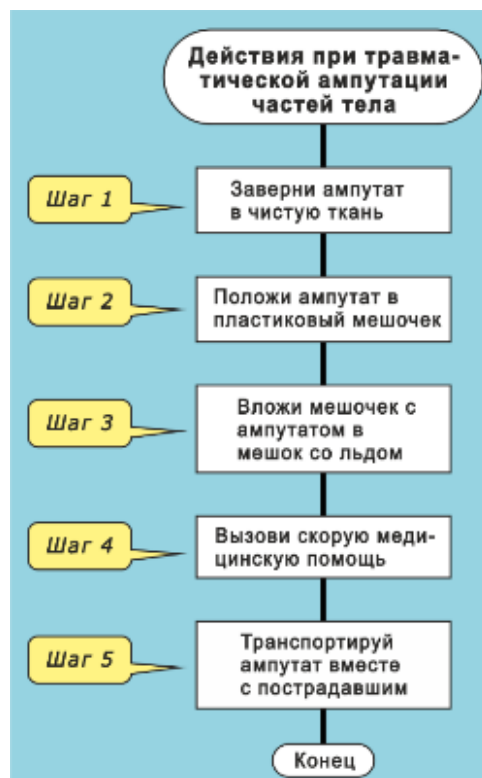 Действия при травма-
тической ампутации
частей тела
Шаг 1
Заверни ампутат
в чистую ткань
Шаг 2
Положи ампутат в
пластиковый мешочек
Шаг 3
Вложи мешочек с
ампутатом в
мешок со льдом
Шаг 4
Вызови скорую меди-
цинскую помощь
Шаг 5
Транспортируй
ампутат вместе
с пострадавшим
Конец